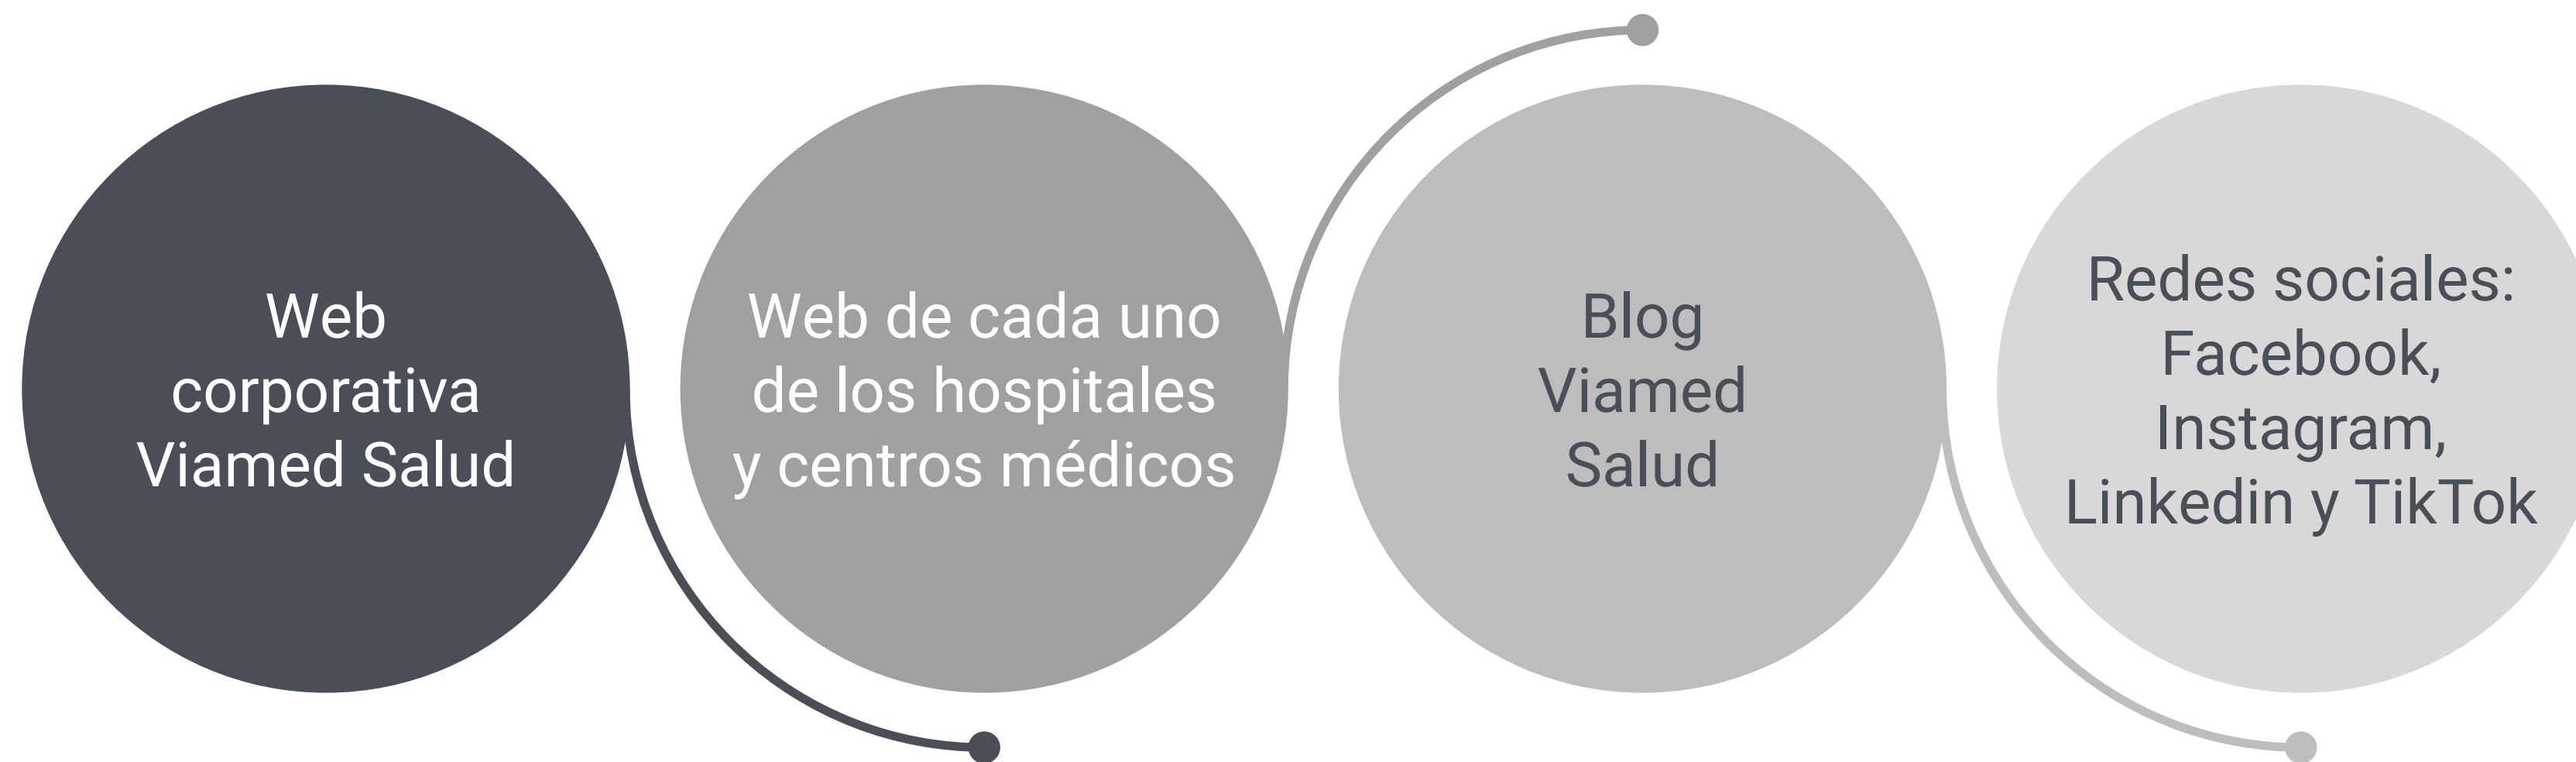 Web
corporativa
Viamed Salud
Web de cada uno
de los hospitales
y centros médicos
Blog
Viamed
Salud
Redes sociales:
Facebook,
Instagram,
Linkedin y TikTok